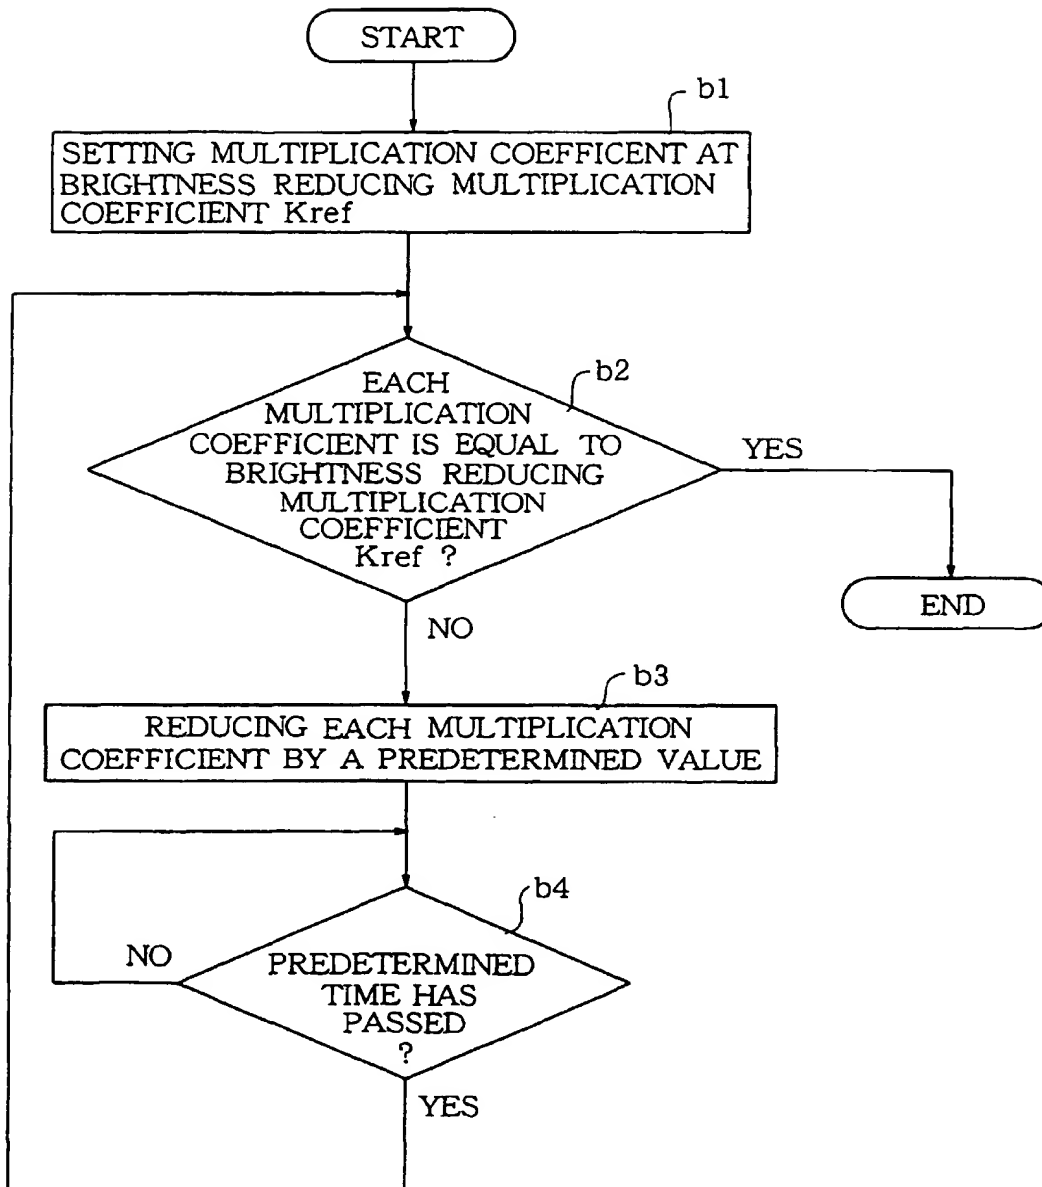 START
b1
SETTING MULTIPLICATION COEFFICENT AT
BRIGHTNESS REDUCING MULTIPLICATION
COEFFICIENT Kref
b2
EACH
MULTIPLICATION
COEFFICIENT IS EQUAL TO
BRIGHTNESS REDUCING
MULTIPLICATION
COEFFICIENT
Kref ?
YES
END
NO
b3
REDUCING EACH MULTIPLICATION
COEFFICIENT BY A PREDETERMINED VALUE
b4
NO
PREDETERMINED
TIME HAS
PASSED
?
YES